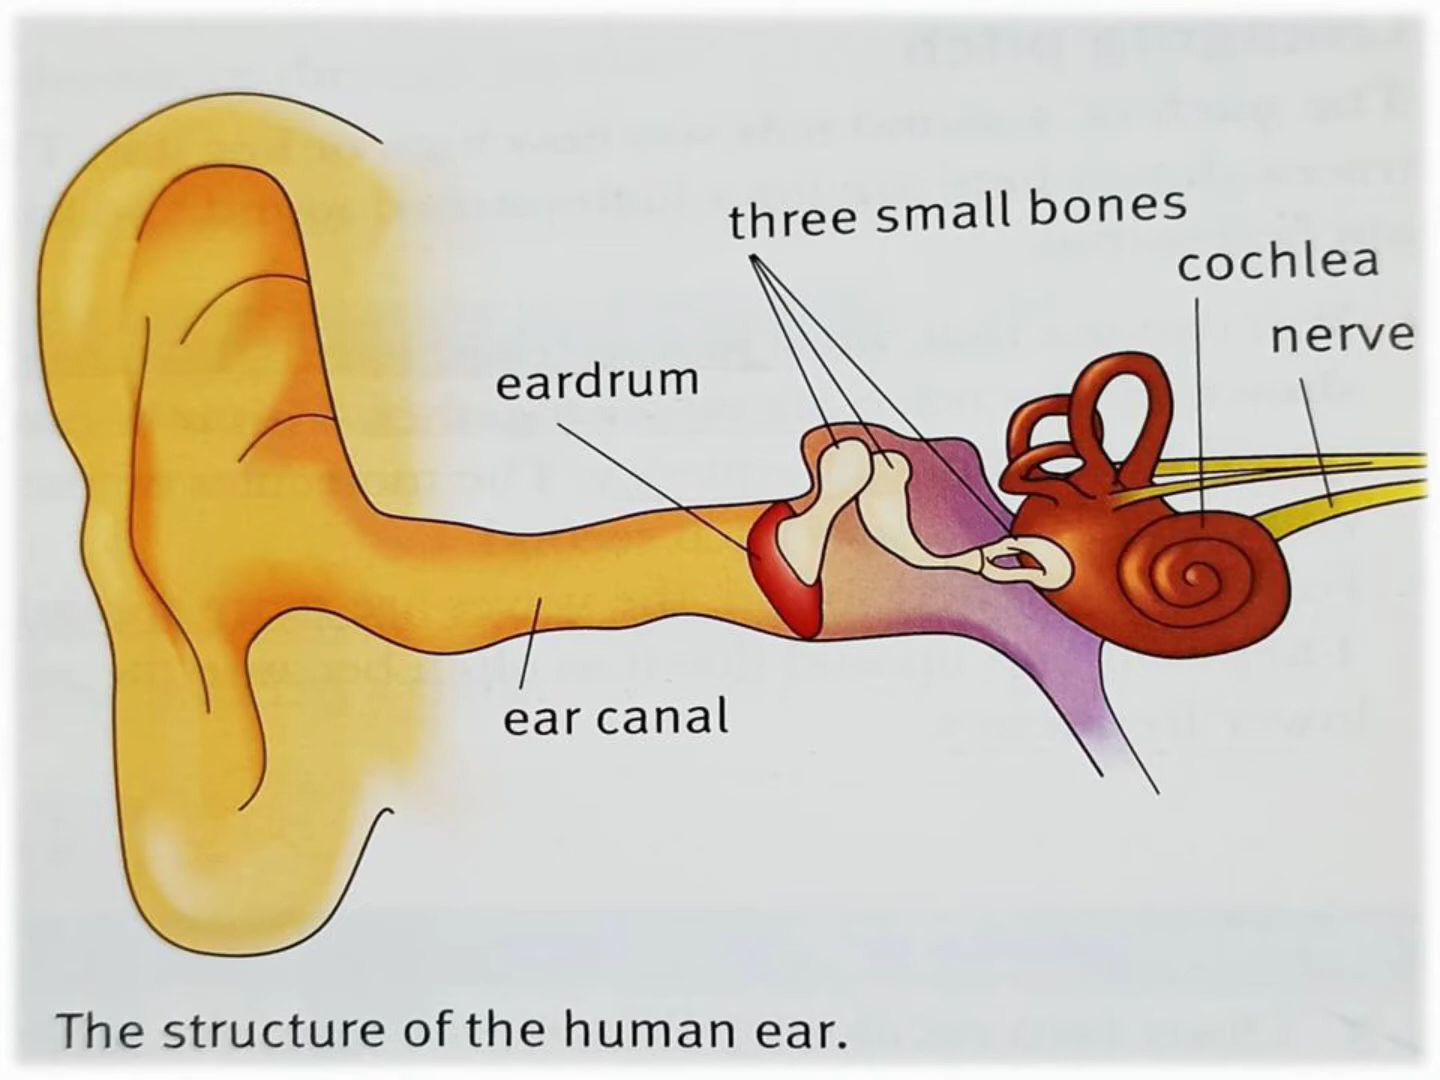 three small bones
cochlea
nerve
eardrum
ear canal
The structure of the human ear.